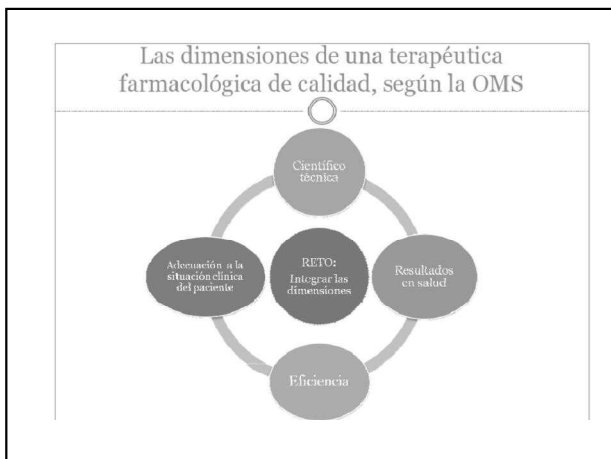 Las dimensiones de una terapéutica
farmacológica de calidad, según la OMS
Científico
técnica
Adecuación a la
situación clínica
del paciente
RETO:
Integrar las
dimensiones
Resultados
en salud
Eficiencia